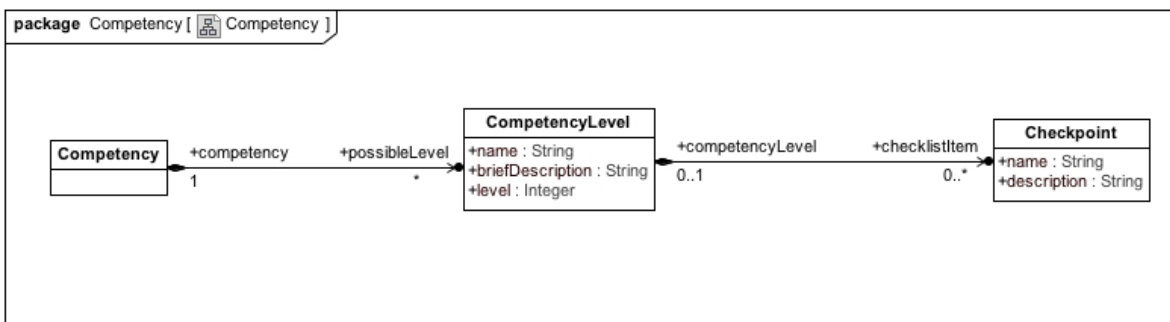 package Competency [ Competency ]
Competency
+competency
1
+possibleLevel
*
CompetencyLevel
+name : String
+briefDescription : String
+level : Integer
+competencyLevel
0..1
+checklistItem
0..*
Checkpoint
+name : String
+description : String